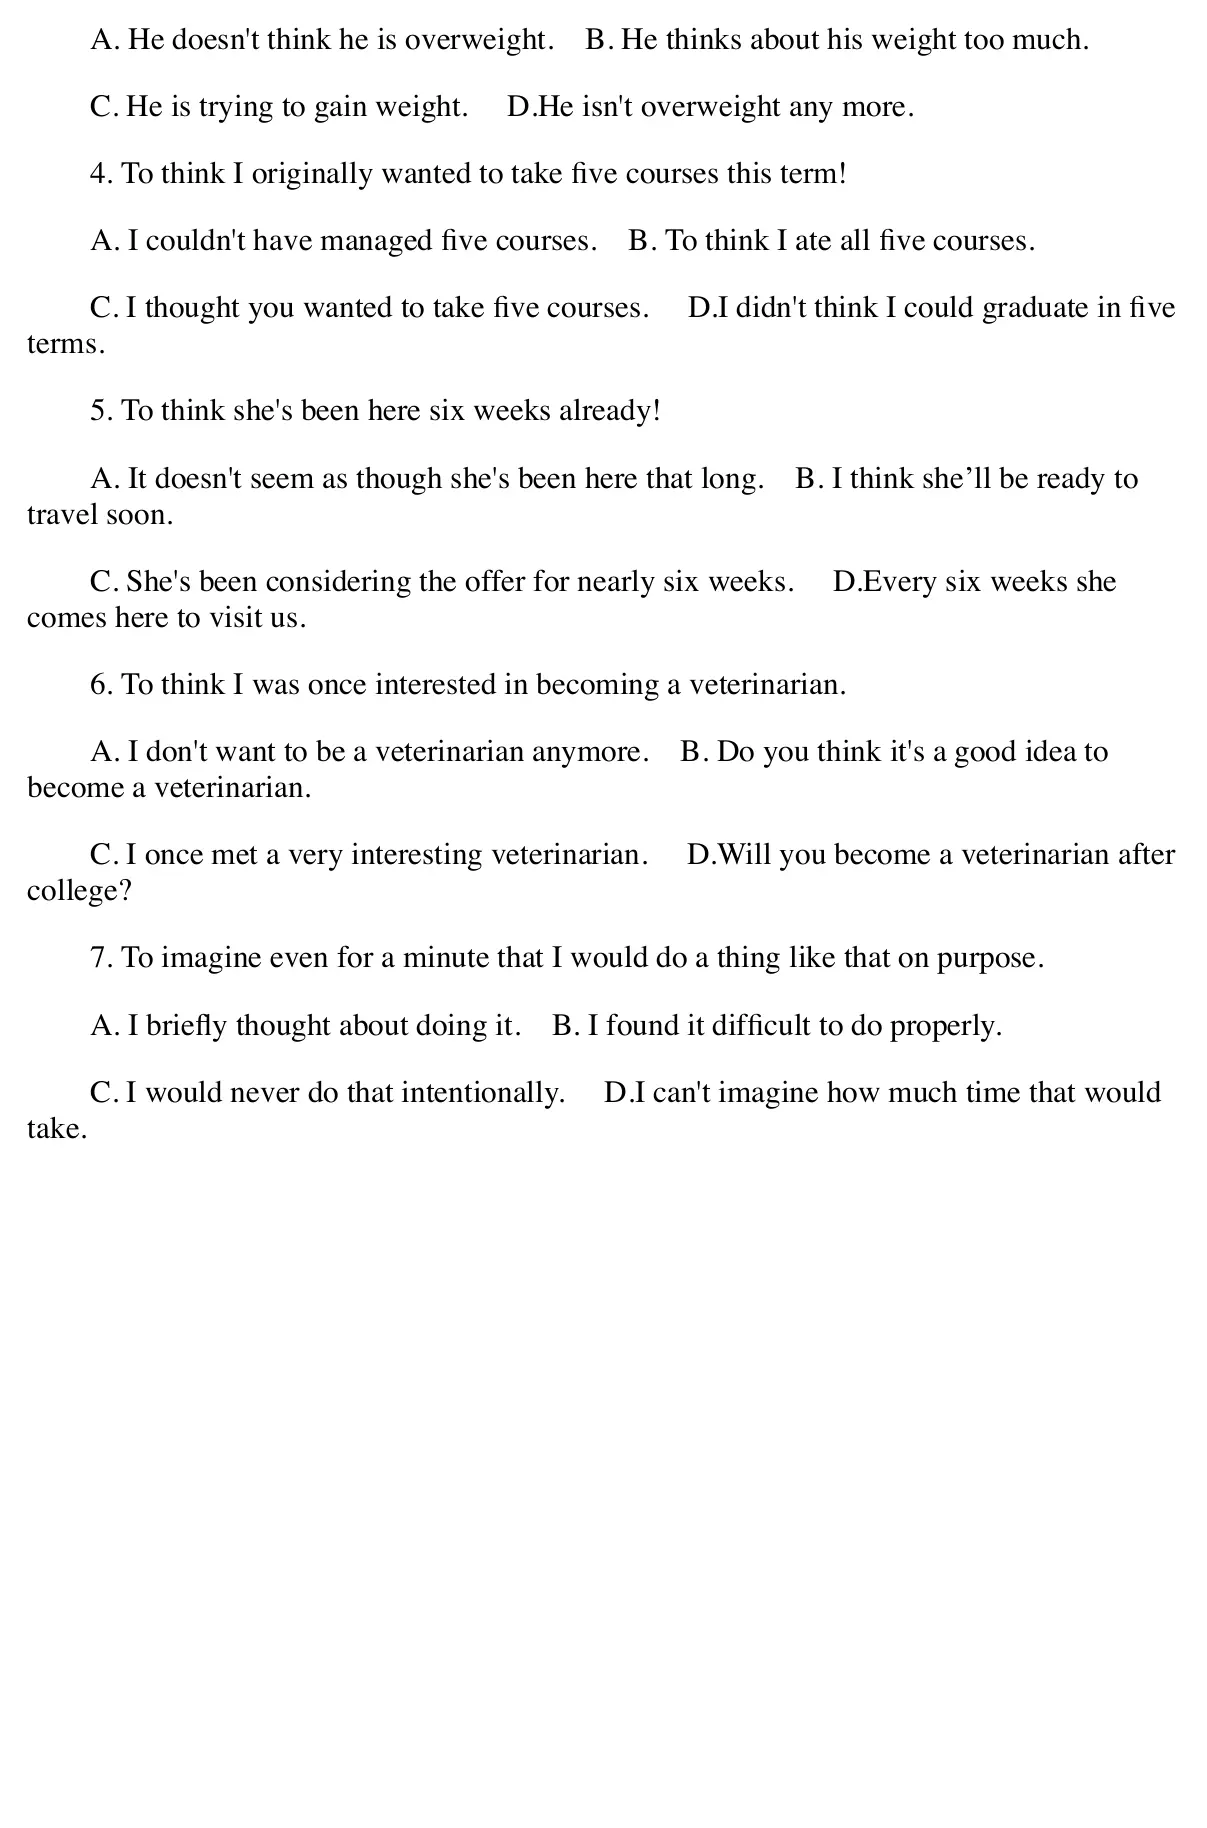 A. He doesn't think he is overweight.    B. He thinks about his weight too much.
C. He is trying to gain weight.     D.He isn't overweight any more.
4. To think I originally wanted to take five courses this term!
A. I couldn't have managed five courses.    B. To think I ate all five courses.
C. I thought you wanted to take five courses.     D.I didn't think I could graduate in five
terms.
5. To think she's been here six weeks already!
A. It doesn't seem as though she's been here that long.    B. I think she’ll be ready to
travel soon.
C. She's been considering the offer for nearly six weeks.     D.Every six weeks she
comes here to visit us.
6. To think I was once interested in becoming a veterinarian.
A. I don't want to be a veterinarian anymore.    B. Do you think it's a good idea to
become a veterinarian.
C. I once met a very interesting veterinarian.     D.Will you become a veterinarian after
college?
7. To imagine even for a minute that I would do a thing like that on purpose.
A. I briefly thought about doing it.    B. I found it difficult to do properly.
C. I would never do that intentionally.     D.I can't imagine how much time that would
take.